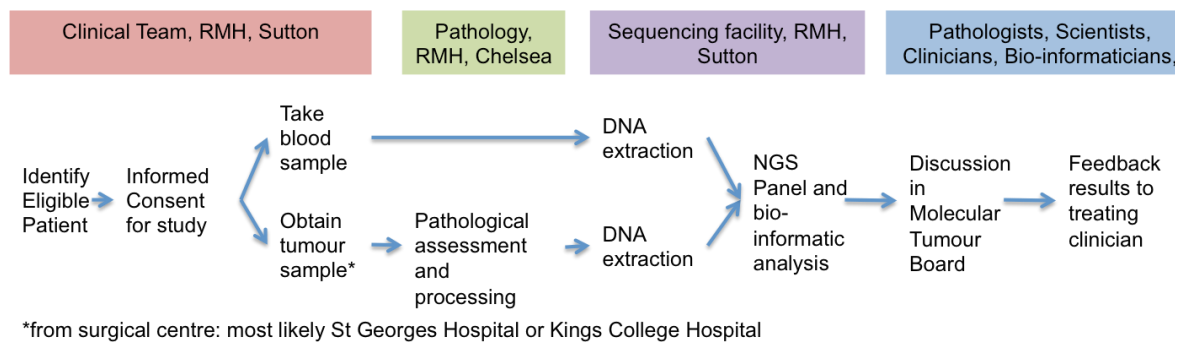 Clinical Team, RMH, Sutton
Pathology,
RMH, Chelsea
Sequencing facility, RMH,
Sutton
Pathologists, Scientists,
Clinicians, Bio-informaticians,
Identify
Eligible
Patient
Informed
Consent
for study
Take
blood
sample
Obtain
tumour
sample*
Pathological
assessment
and
processing
DNA
extraction
DNA
extraction
NGS
Panel and
bio-
informatic
analysis
Discussion
in
Molecular
Tumour
Board
Feedback
results to
treating
clinician
*from surgical centre: most likely St Georges Hospital or Kings College Hospital